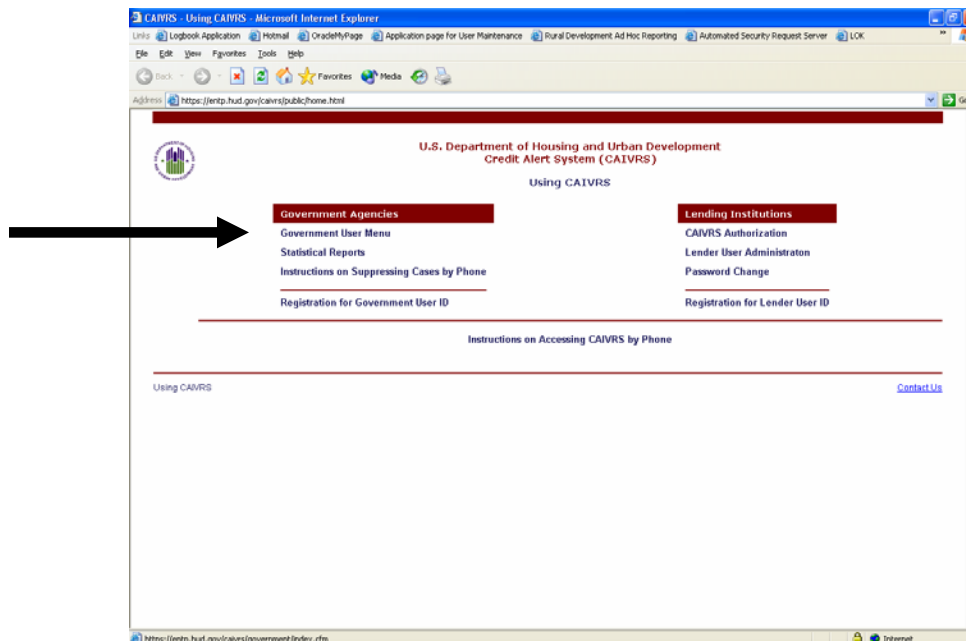 CAIVRS - Using CAIVRS - Microsoft Internet Explorer
Links Logbook Application Hotmail OracleMyPage Application page for User Maintenance Rural Development Ad Hoc Reporting Automated Security Request Server LOK »
File Edit View Favorites Tools Help
Back Favorites Media
Address https://entp.hud.gov/caivrs/public/home.html Go
U.S. Department of Housing and Urban Development
Credit Alert System (CAIVRS)
Using CAIVRS
Government Agencies
Government User Menu
Statistical Reports
Instructions on Suppressing Cases by Phone
Registration for Government User ID
Lending Institutions
CAIVRS Authorization
Lender User Administraton
Password Change
Registration for Lender User ID
Instructions on Accessing CAIVRS by Phone
Using CAIVRS
Contact Us
https://entp.hud.gov/caivrs/government/index.cfm Internet